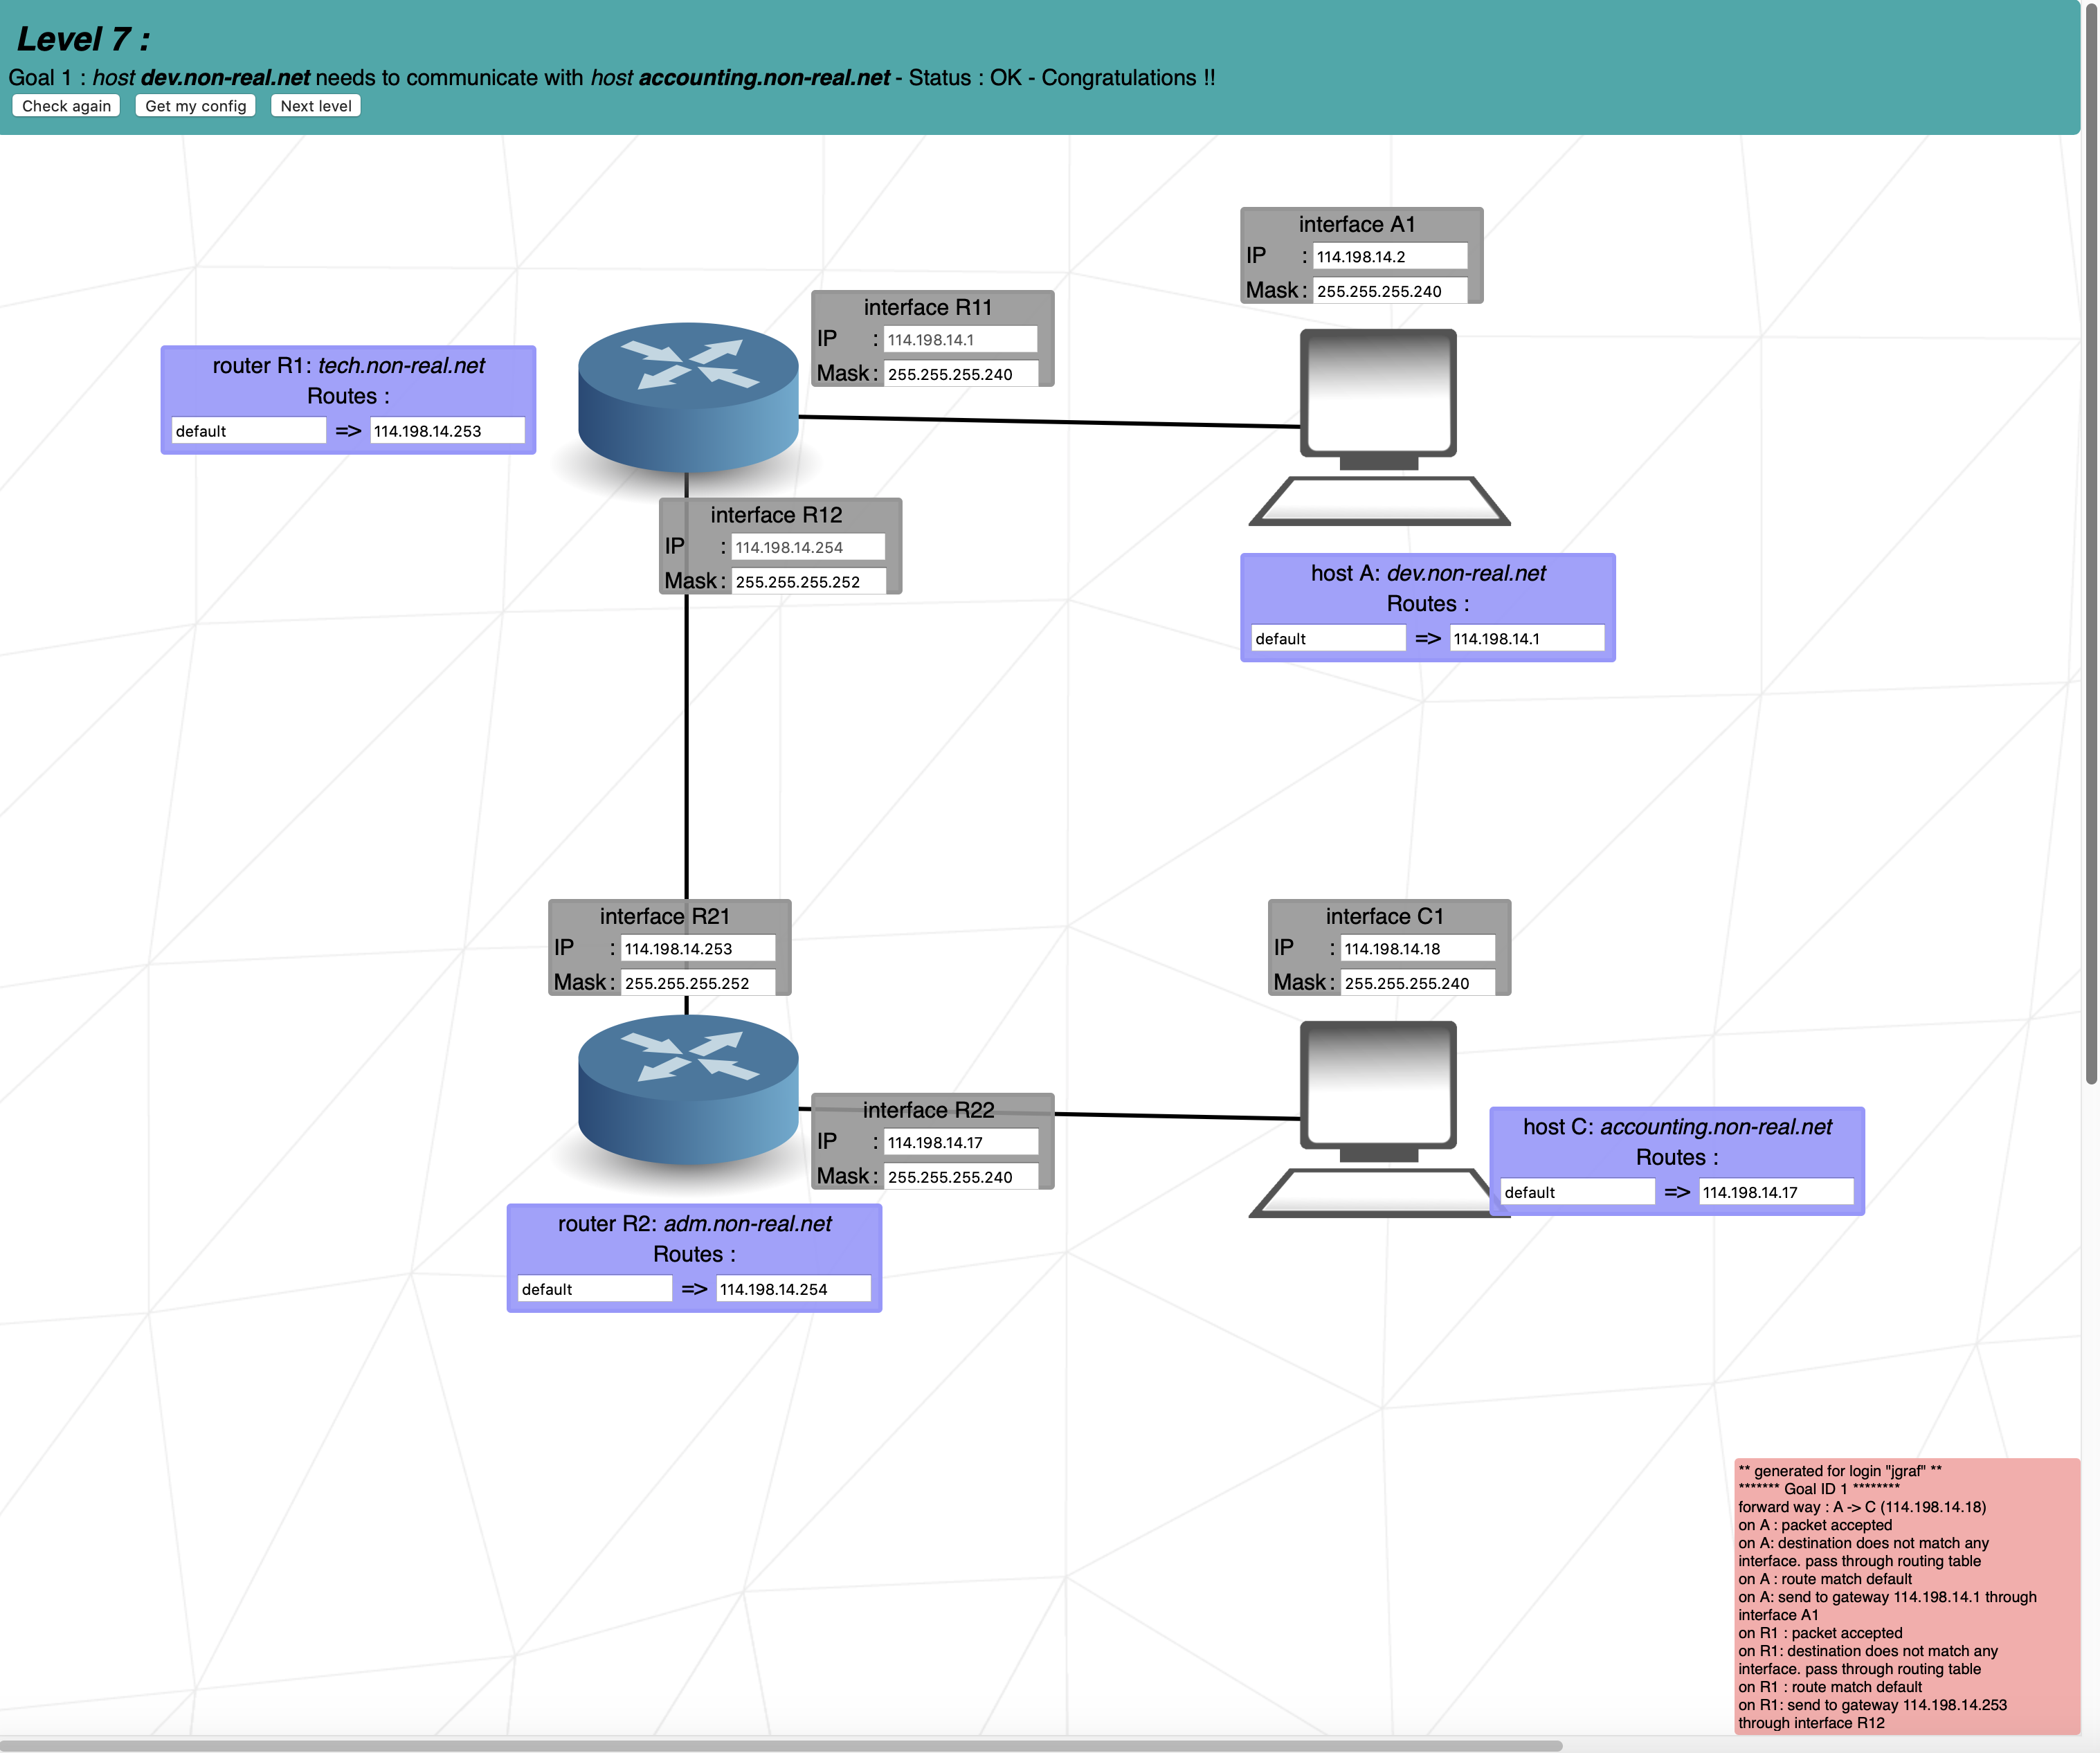 Level 7 :
Goal 1 : host dev.non-real.net needs to communicate with host accounting.non-real.net - Status : OK - Congratulations !!
Check again Get my config Next level
interface A1
IP : 114.198.14.2
Mask : 255.255.255.240
interface R11
IP : 114.198.14.1
Mask : 255.255.255.240
router R1: tech.non-real.net
Routes :
default => 114.198.14.253
interface R12
IP : 114.198.14.254
Mask : 255.255.255.252
host A: dev.non-real.net
Routes :
default => 114.198.14.1
interface R21
IP : 114.198.14.253
Mask : 255.255.255.252
interface C1
IP : 114.198.14.18
Mask : 255.255.255.240
interface R22
IP : 114.198.14.17
Mask : 255.255.255.240
host C: accounting.non-real.net
Routes :
default => 114.198.14.17
router R2: adm.non-real.net
Routes :
default => 114.198.14.254
** generated for login "jgraf" **
******* Goal ID 1 ********
forward way : A -> C (114.198.14.18)
on A : packet accepted
on A: destination does not match any
interface. pass through routing table
on A : route match default
on A: send to gateway 114.198.14.1 through
interface A1
on R1 : packet accepted
on R1: destination does not match any
interface. pass through routing table
on R1 : route match default
on R1: send to gateway 114.198.14.253
through interface R12